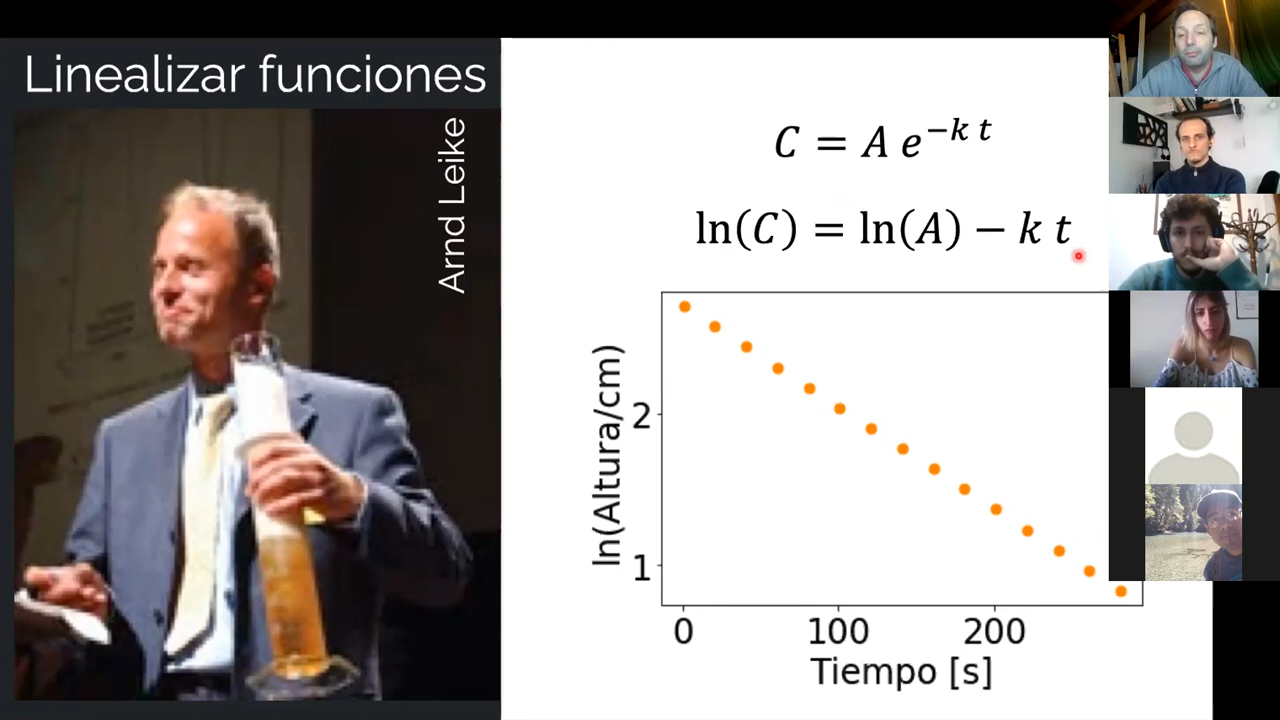 Linealizar funciones
Arnd Leike
C = A e^{−k t}
ln(C) = ln(A) − k t
ln(Altura/cm)
2
1
0 100 200
Tiempo [s]